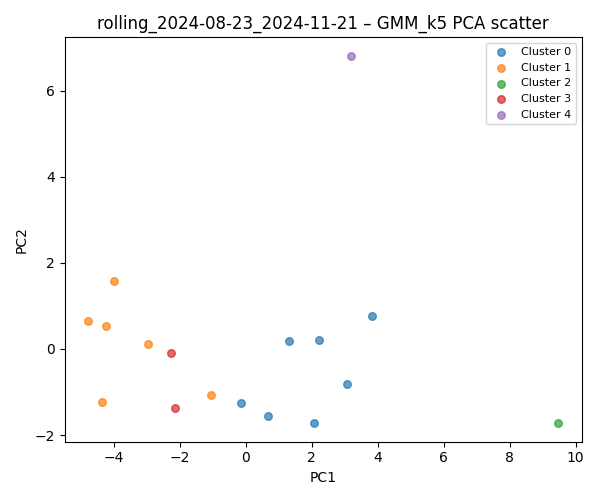 rolling_2024-08-23_2024-11-21 – GMM_k5 PCA scatter
Cluster 0
Cluster 1
Cluster 2
Cluster 3
Cluster 4
PC2
6
4
2
0
−2
−4
−2
0
2
4
6
8
10
PC1